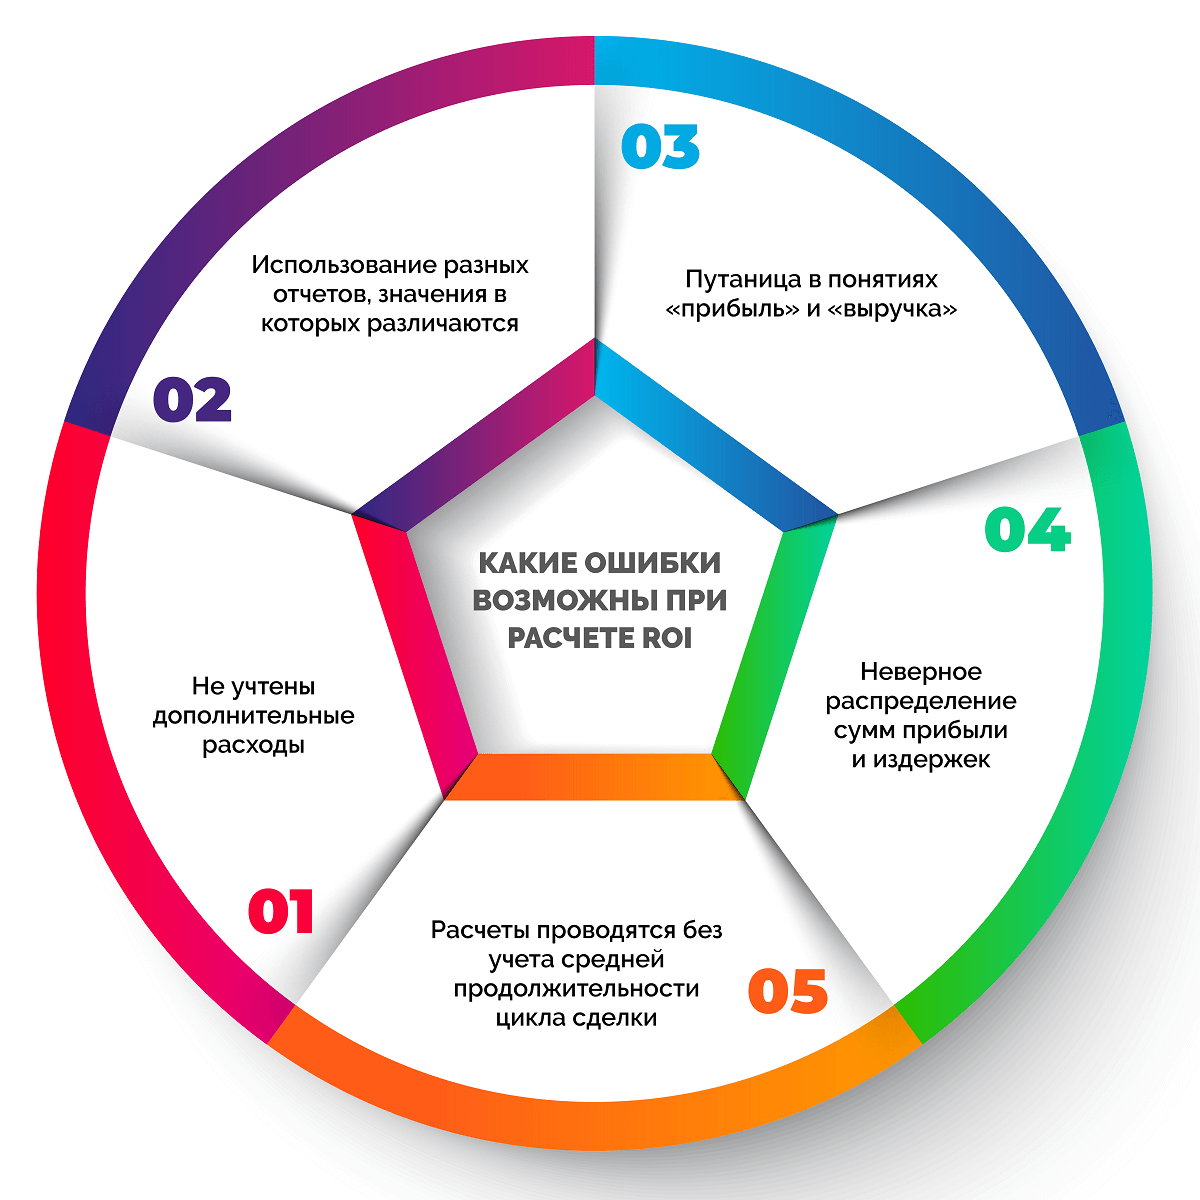 КАКИЕ ОШИБКИ
ВОЗМОЖНЫ ПРИ
РАСЧЕТЕ ROI
01
Не учтены
дополнительные
расходы
02
Использование разных
отчетов, значения в
которых различаются
03
Путаница в понятиях
«прибыль» и «выручка»
04
Неверное
распределение
сумм прибыли
и издержек
05
Расчеты проводятся без
учета средней
продолжительности
цикла сделки